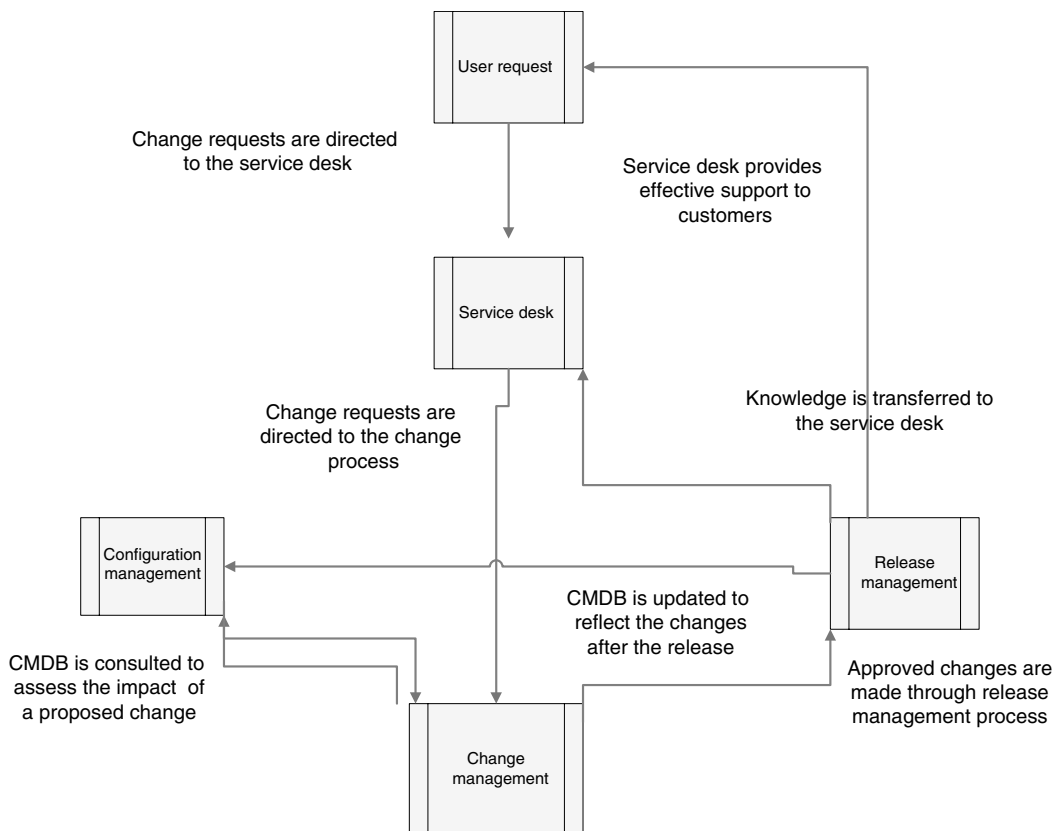 User request
Change requests are directed
to the service desk
Service desk provides
effective support to
customers
Service desk
Change requests are
directed to the change
process
Knowledge is transferred to
the service desk
Configuration
management
Release
management
CMDB is updated to
reflect the changes
after the release
CMDB is consulted to
assess the impact of
a proposed change
Approved changes are
made through release
management process
Change
management